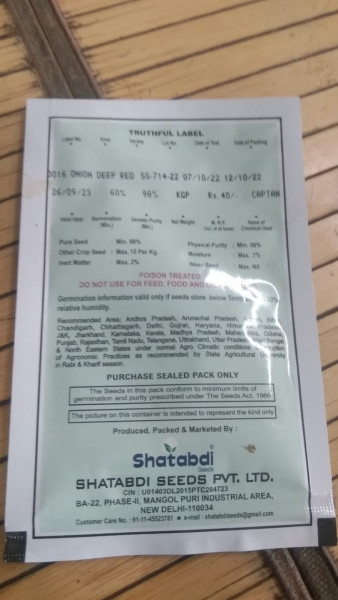 TRUTHFUL LABEL
Label No. Kind Variety Lot No. Date of Test Date of Packing
0016 ONION DEEP RED SS-714-22 07/10/22 12/10/22
26/09/23 60% 98% KGP Rs. 40/- CAPTAN
Valid Upto Germination (Min.) Genetic Purity (Min.) Net Weight M. R.P. Name of
Chemical Used
Pure Seed : Min. 98% Physical Purity : Min. 98%
Other Crop Seed : Max. 10 Per Kg. Moisture : Max. 7%
Inert Matter : Max. 2% Weed Seed : Max. Nil
POISON TREATED
DO NOT USE FOR FEED, FOOD AND
Germination information valid only if seeds store below Temp
relative humidity.
Recommended Area: Andhra Pradesh, Arunachal Pradesh,
Chandigarh, Chhattisgarh, Delhi, Gujrat, Haryana, Pradesh,
J&K, Jharkhand, Karnataka, Kerala, Madhya Pradesh, Odisha,
Punjab, Rajasthan, Tamil Nadu, Telangana, Uttrakhand, Uttar Pradesh, Bengal
& North Eastern States under normal Agro Climatic conditions
of Agronomic Practices as recommended by State Agricultural University
in Rabi & Kharif season.
PURCHASE SEALED PACK ONLY
The Seeds in this pack conform to minimum limits of
germination and purity prescribed under The Seeds Act, 1966
The picture on this container is intended to represent the kind only
Produced, Packed & Marketed By :
Shatabdi ®
Seeds
SHATABDI SEEDS PVT. LTD.
CIN : U01403DL2015PTC284723
BA-22, PHASE-II, MANGOL PURI INDUSTRIAL AREA,
NEW DELHI-110034
Customer Care No. : 91-11-45523781 ● e-mail : shatabdiseeds@gmail.com